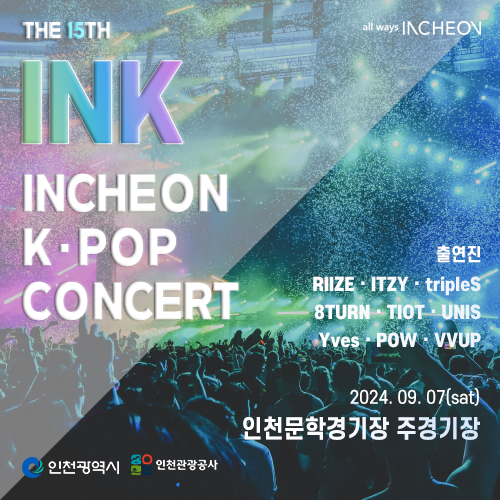 THE 15TH
all ways INCHEON
INK
INCHEON
K·POP
CONCERT
출연진
RIIZE · ITZY · tripleS
8TURN · TIOT · UNIS
Yves · POW · VVUP
2024. 09. 07(sat)
인천문학경기장 주경기장
인천광역시 인천관광공사